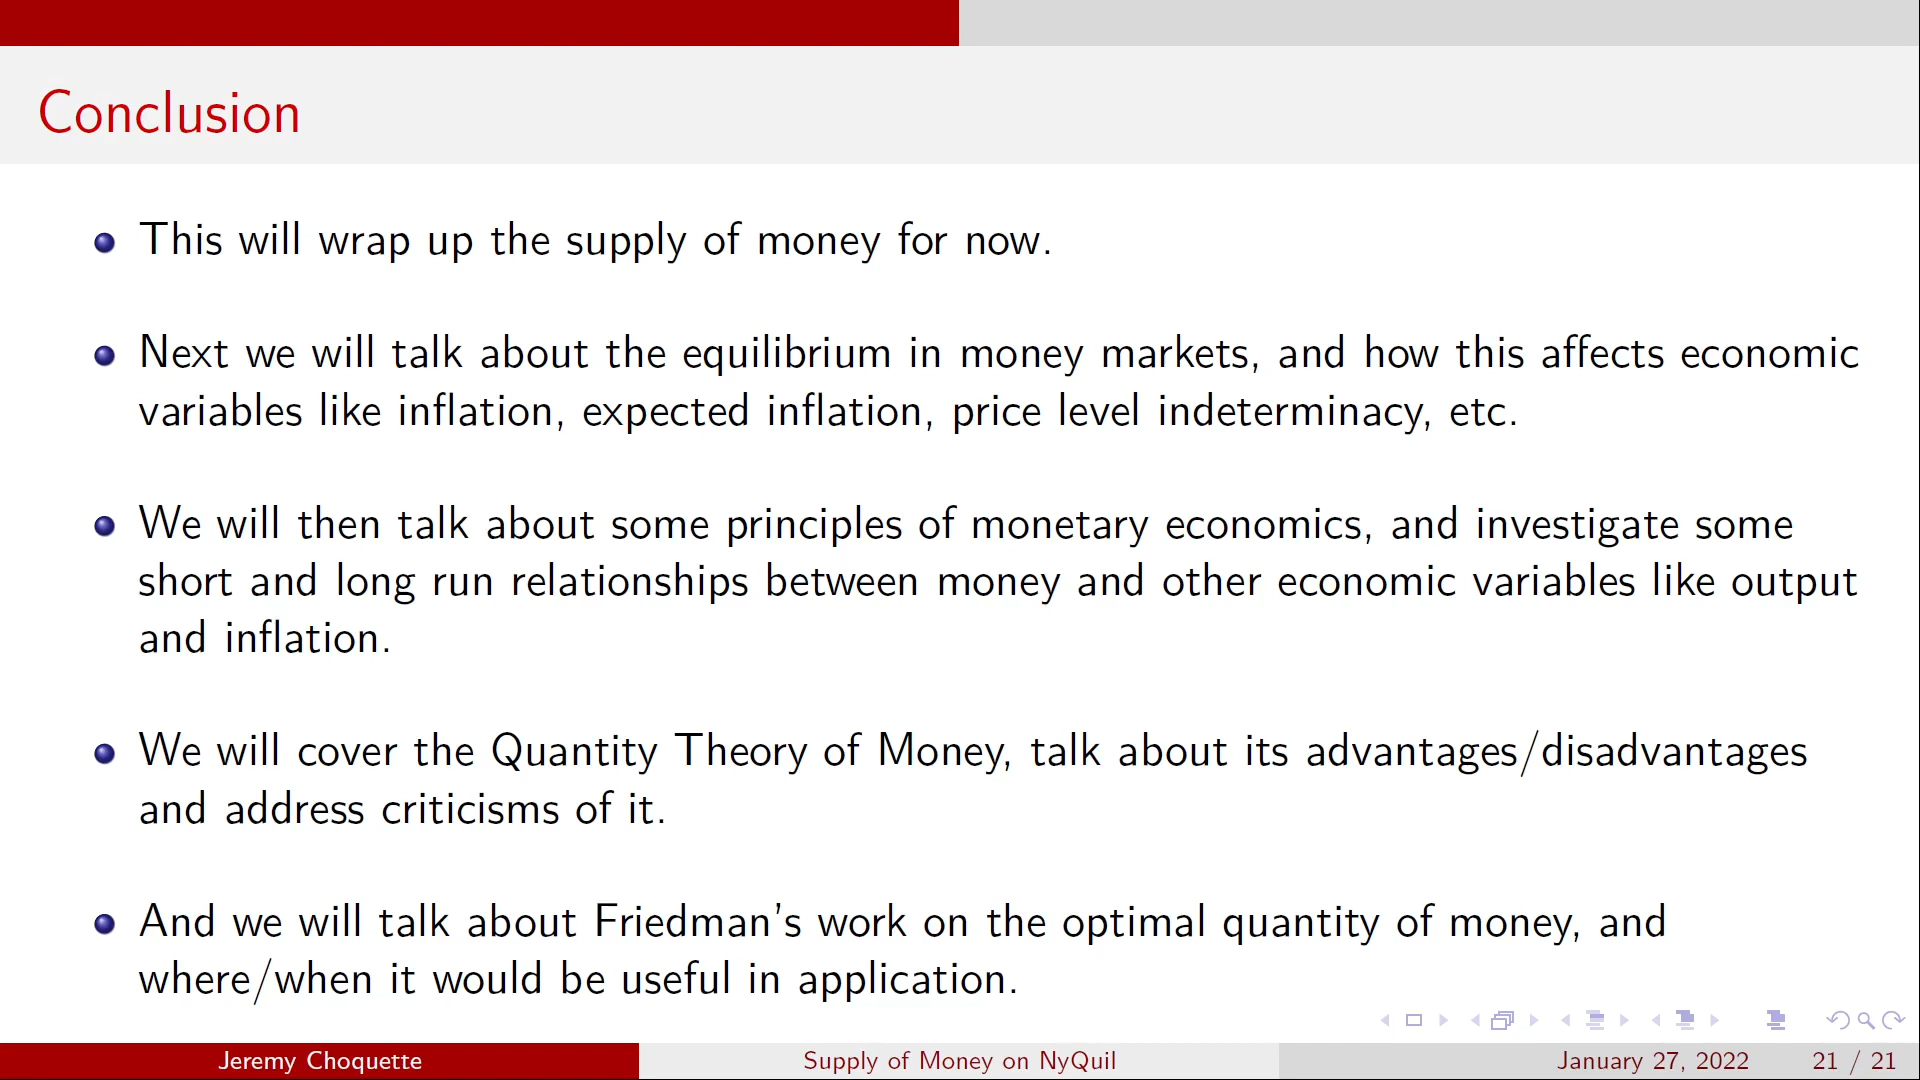 Conclusion
This will wrap up the supply of money for now.
Next we will talk about the equilibrium in money markets, and how this affects economic
variables like inflation, expected inflation, price level indeterminacy, etc.
We will then talk about some principles of monetary economics, and investigate some
short and long run relationships between money and other economic variables like output
and inflation.
We will cover the Quantity Theory of Money, talk about its advantages/disadvantages
and address criticisms of it.
And we will talk about Friedman's work on the optimal quantity of money, and
where/when it would be useful in application.
Jeremy Choquette
Supply of Money on NyQuil
January 27, 2022
21 / 21